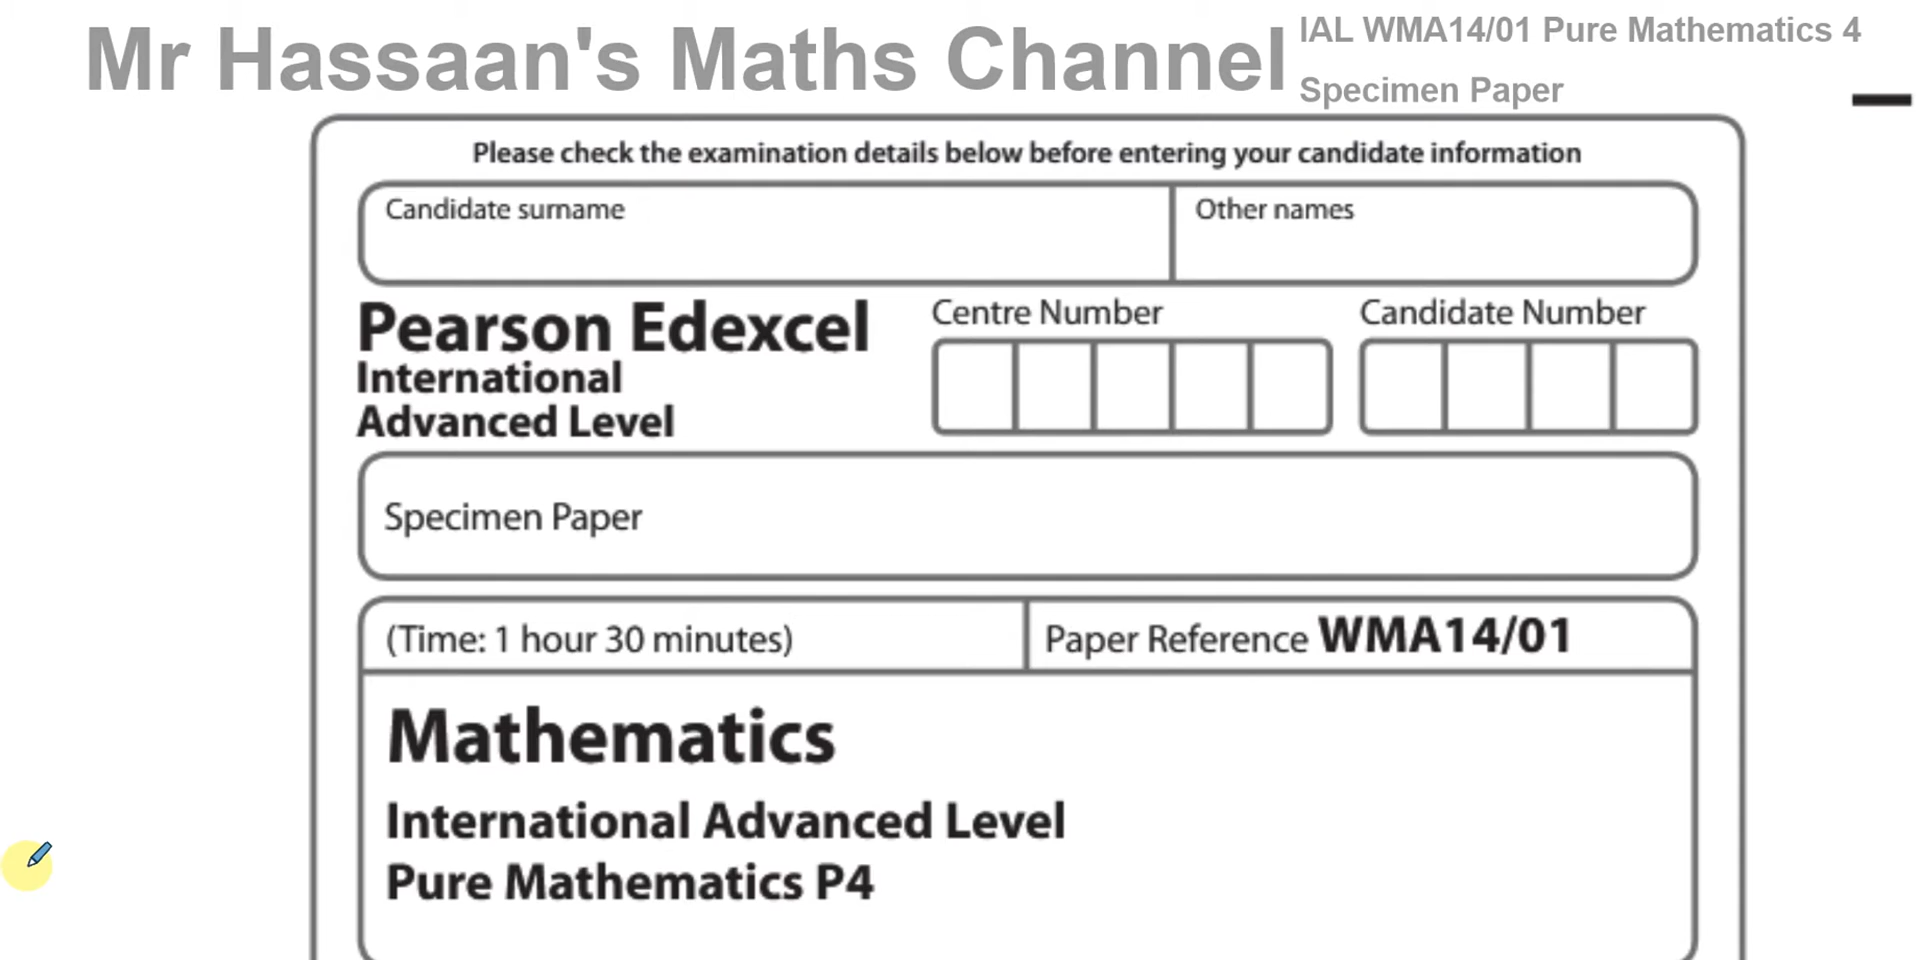 Mr Hassaan's Maths Channel
IAL WMA14/01 Pure Mathematics 4
Specimen Paper
Please check the examination details below before entering your candidate information
Candidate surname
Other names
Pearson Edexcel
International
Advanced Level
Centre Number
Candidate Number
Specimen Paper
(Time: 1 hour 30 minutes)
Paper Reference WMA14/01
Mathematics
International Advanced Level
Pure Mathematics P4